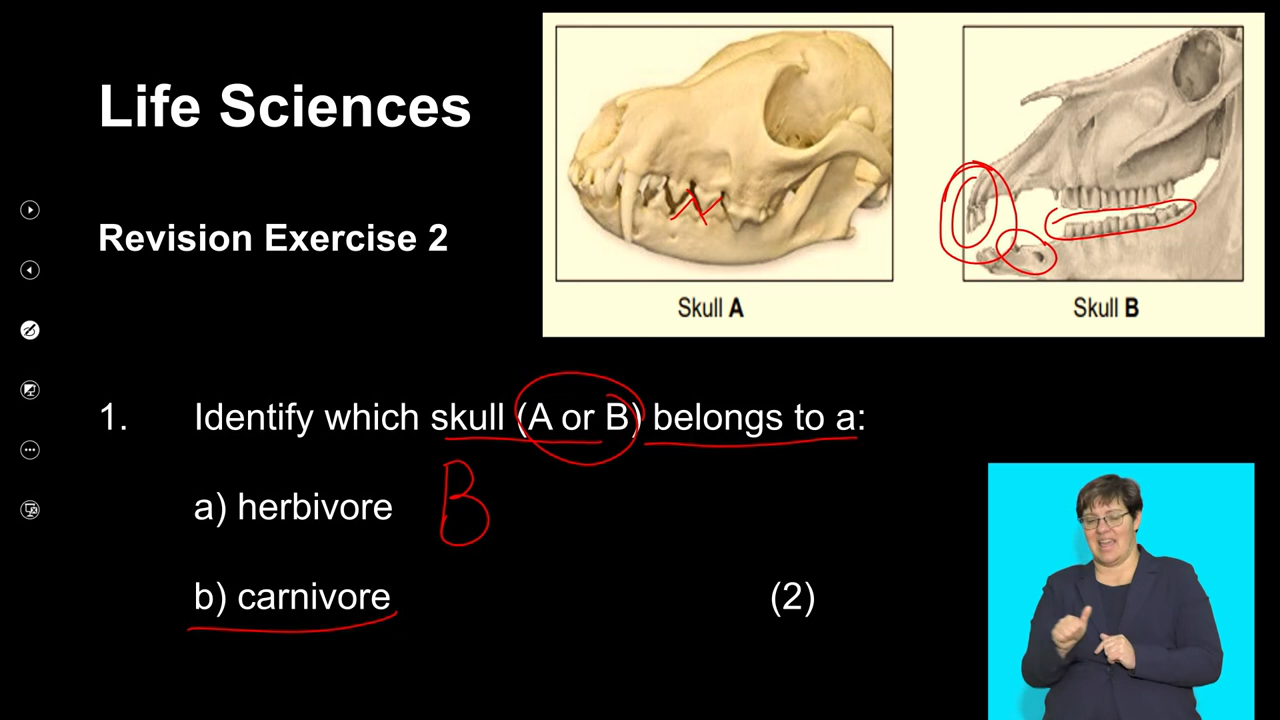 Life Sciences
Revision Exercise 2
Skull A
Skull B
1. Identify which skull (A or B) belongs to a:
a) herbivore B
b) carnivore (2)